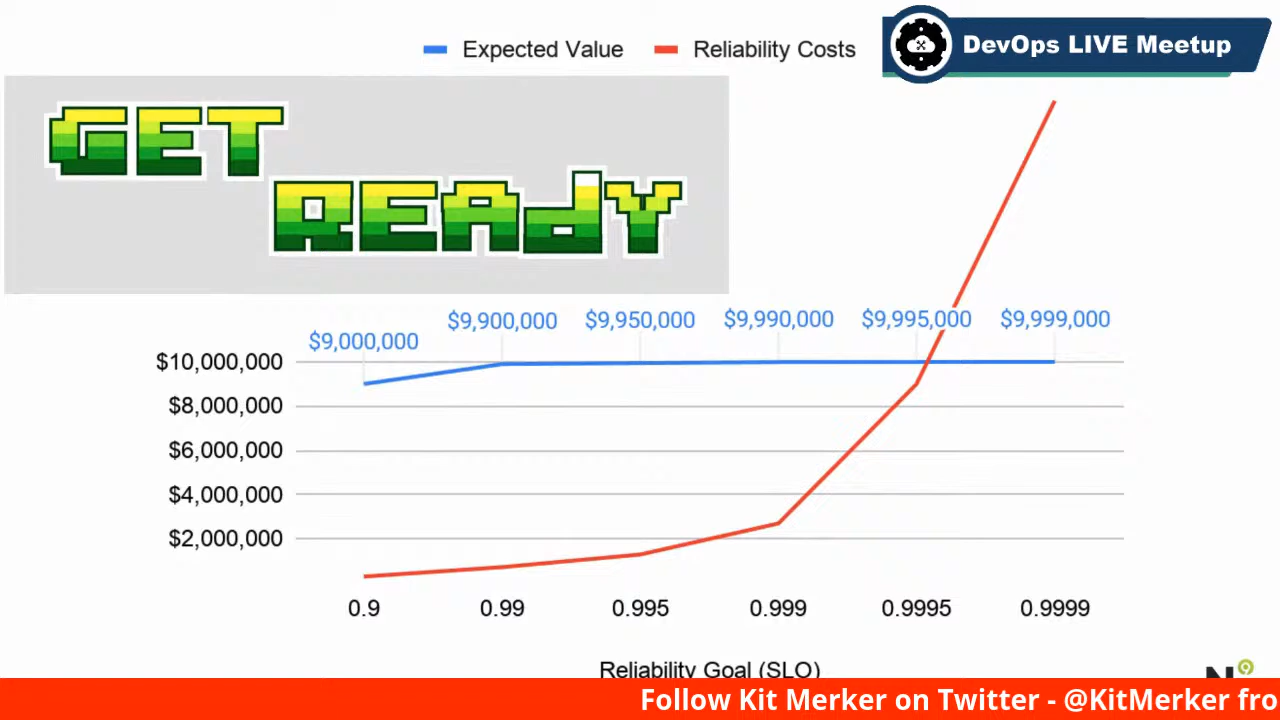 Expected Value
Reliability Costs
DevOps LIVE Meetup
GET
READY
$9,000,000
$9,900,000
$9,950,000
$9,990,000
$9,995,000
$9,999,000
$10,000,000
$8,000,000
$6,000,000
$4,000,000
$2,000,000
0.9
0.99
0.995
0.999
0.9995
0.9999
Reliability Goal (SLO)
Follow Kit Merker on Twitter - @KitMerker fro